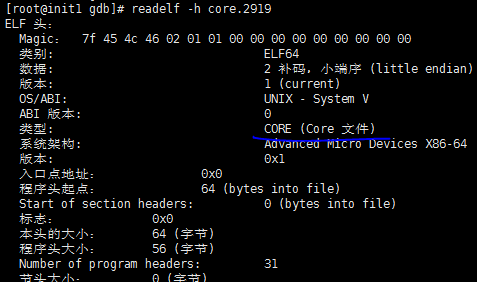 [root@init1 gdb]# readelf -h core.2919
ELF 头：
Magic： 7f 45 4c 46 02 01 01 00 00 00 00 00 00 00 00 00
类别: ELF64
数据: 2 补码，小端序 (little endian)
版本: 1 (current)
OS/ABI: UNIX - System V
ABI 版本: 0
类型: CORE (Core 文件)
系统架构: Advanced Micro Devices X86-64
版本: 0x1
入口点地址： 0x0
程序头起点： 64 (bytes into file)
Start of section headers: 0 (bytes into file)
标志： 0x0
本头的大小： 64 (字节)
程序头大小： 56 (字节)
Number of program headers: 31
节头大小： 0 (字节)